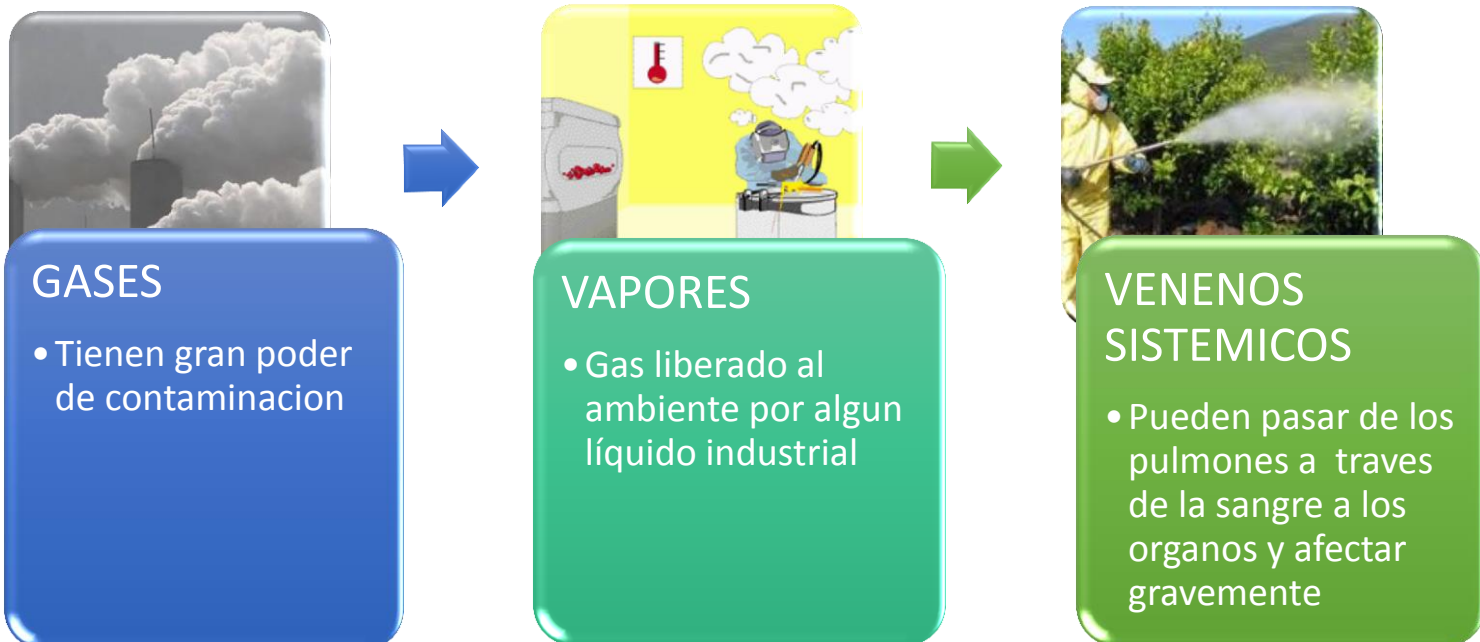 GASES
• Tienen gran poder
de contaminacion
VAPORES
• Gas liberado al
ambiente por algun
líquido industrial
VENENOS
SISTEMICOS
• Pueden pasar de los
pulmones a traves
de la sangre a los
organos y afectar
gravemente